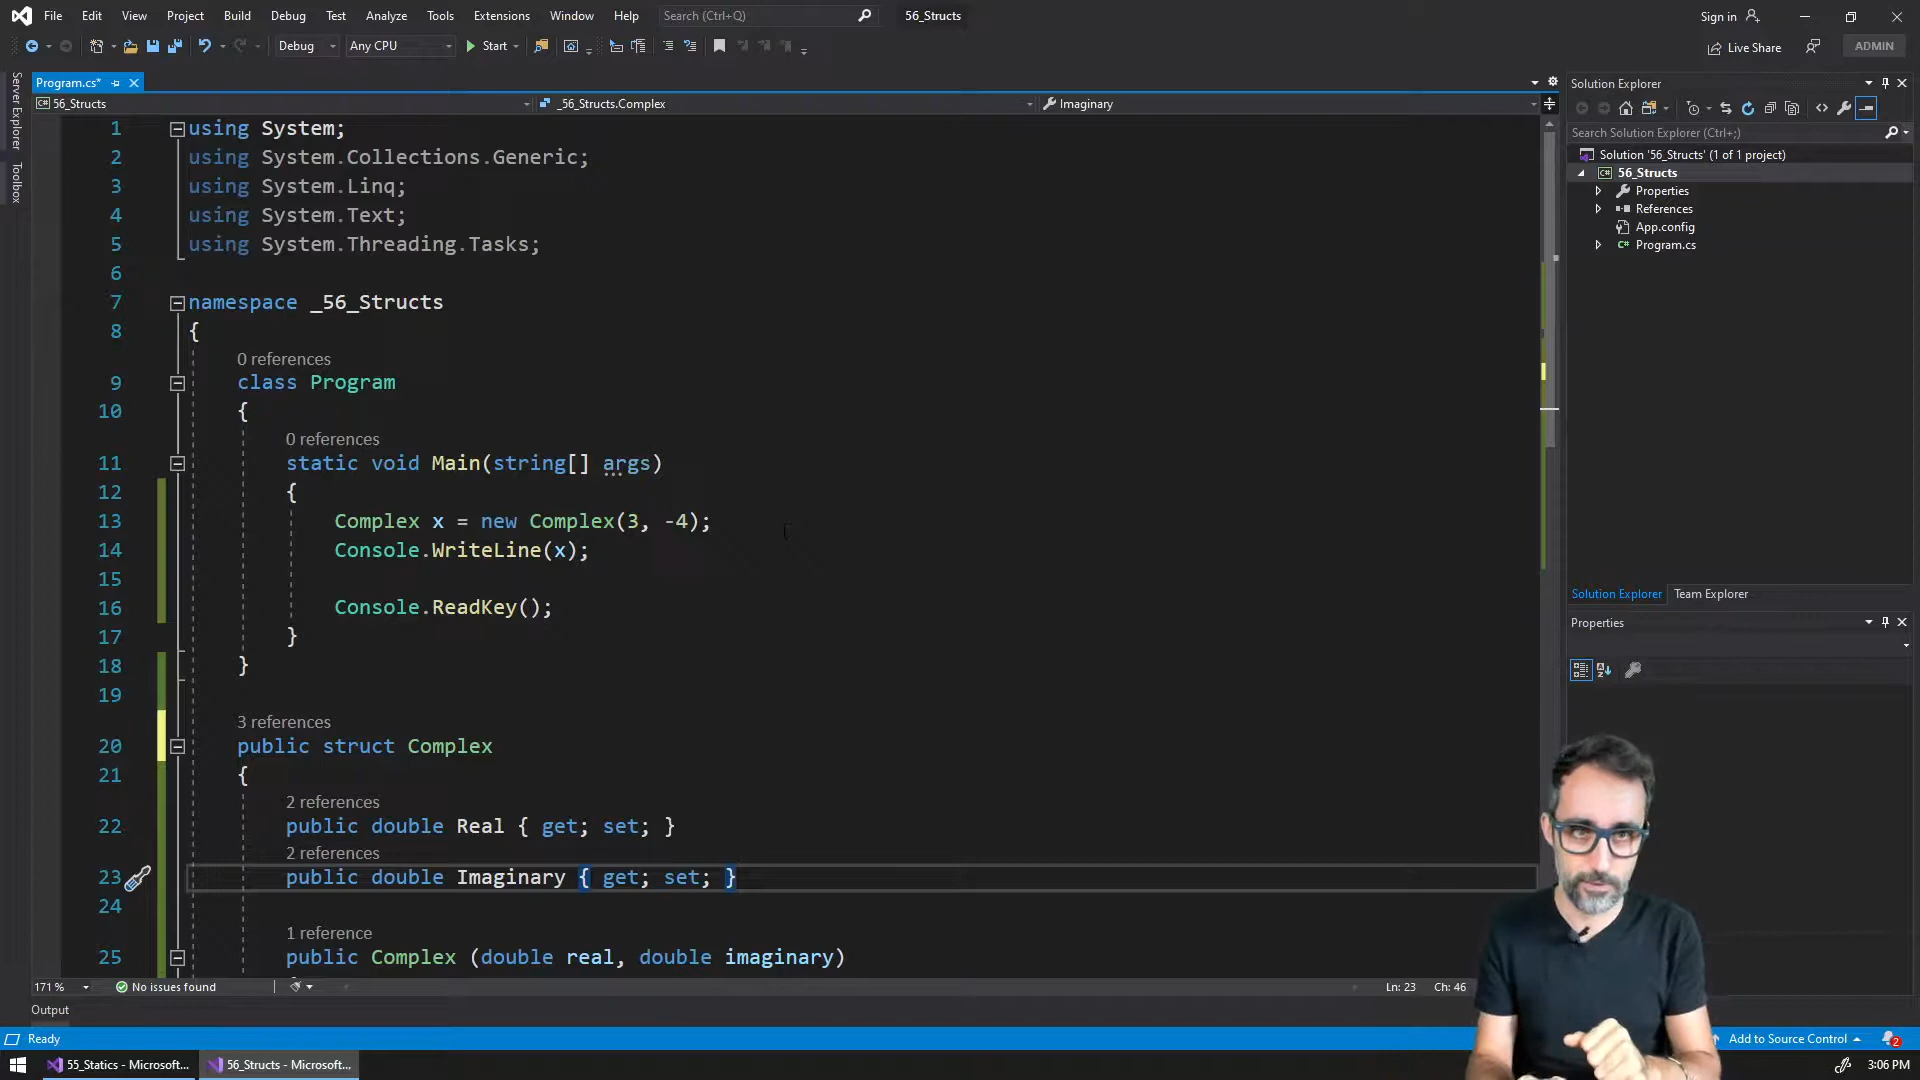 File Edit View Project Build Debug Test Analyze Tools Extensions Window Help Search (Ctrl+Q) 56_Structs Sign in
Debug Any CPU Start Live Share ADMIN
Server Explorer
Toolbox
Program.cs*
56_Structs _56_Structs.Complex Imaginary
1 using System;
2 using System.Collections.Generic;
3 using System.Linq;
4 using System.Text;
5 using System.Threading.Tasks;
6
7 namespace _56_Structs
8 {
0 references
9 class Program
10 {
0 references
11 static void Main(string[] args)
12 {
13 Complex x = new Complex(3, -4);
14 Console.WriteLine(x);
15
16 Console.ReadKey();
17 }
18 }
19
3 references
20 public struct Complex
21 {
2 references
22 public double Real { get; set; }
2 references
23 public double Imaginary { get; set; }
24
1 reference
25 public Complex (double real, double imaginary)
171 % No issues found Ln: 23 Ch: 46
Output
Solution Explorer
Search Solution Explorer (Ctrl+;)
Solution '56_Structs' (1 of 1 project)
56_Structs
Properties
References
App.config
C# Program.cs
Solution Explorer Team Explorer
Properties
Ready Add to Source Control 2
55_Statics - Microsoft... 56_Structs - Microsoft... 3:06 PM